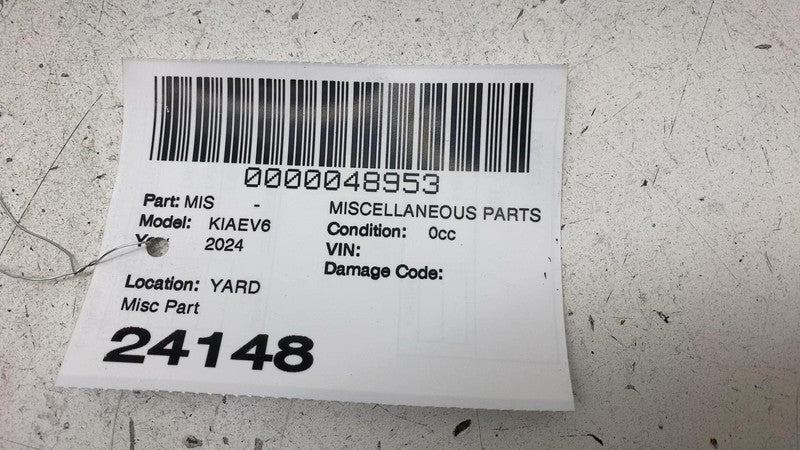 0000048953
Part: MIS - MISCELLANEOUS PARTS
Model: KIAEV6 Condition: 0cc
2024 VIN:
Damage Code:
Location: YARD
Misc Part
24148